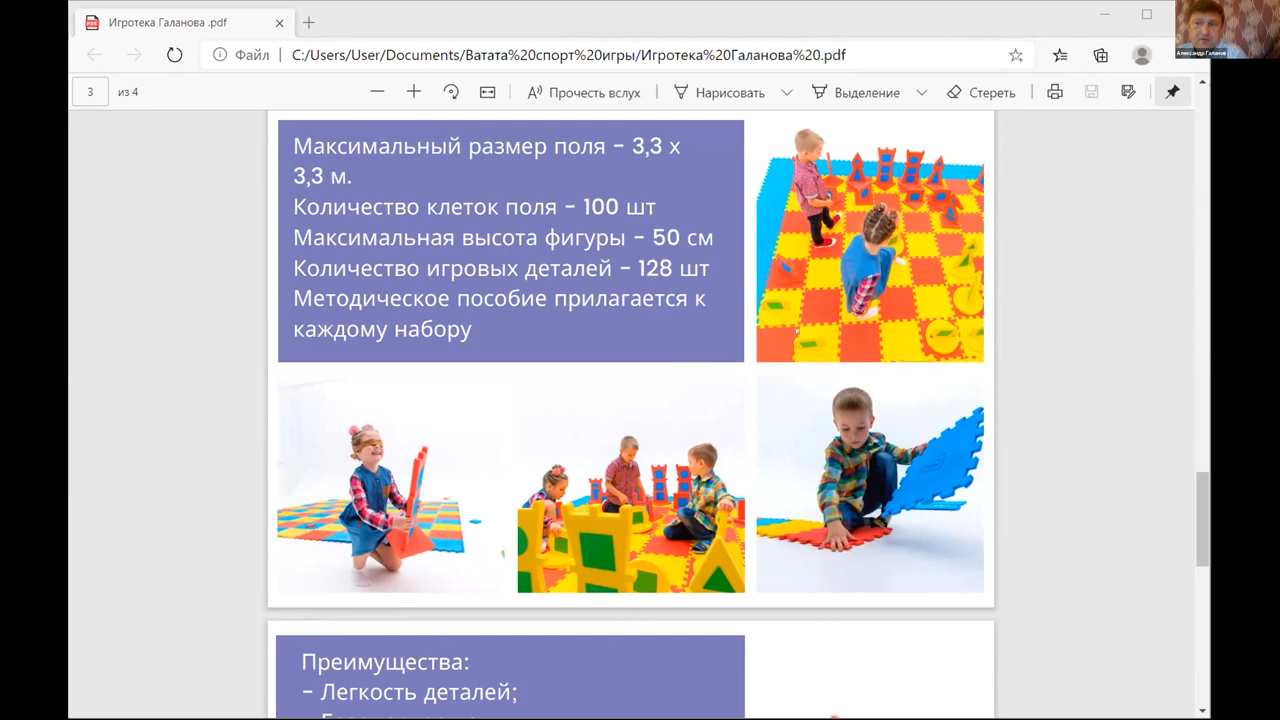 Игротека Галанова .pdf
Файл
C:/Users/User/Documents/Ватата%20спорт%20игры/Игротека%20Галанова%20.pdf
Александр Галанов
3 из 4
Прочесть вслух
Нарисовать
Выделение
Стереть
Максимальный размер поля - 3,3 х
3,3 м.
Количество клеток поля - 100 шт
Максимальная высота фигуры - 50 см
Количество игровых деталей - 128 шт
Методическое пособие прилагается к
каждому набору
Преимущества:
- Легкость деталей;